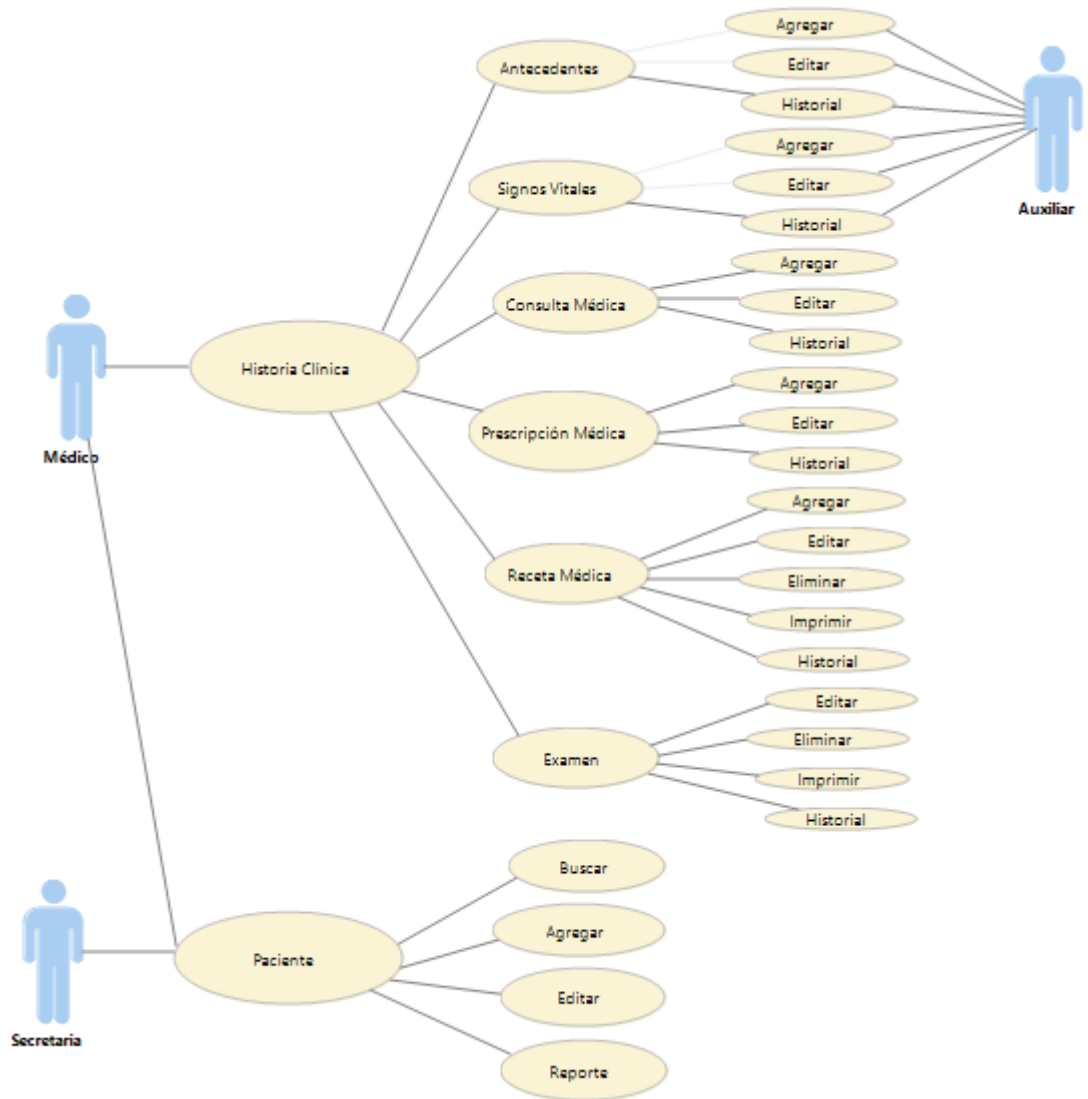 Agregar
Antecedentes
Editar
Historial
Agregar
Signos Vitales
Editar
Historial
Auxiliar
Agregar
Consulta Médica
Editar
Historial
Historia Clínica
Agregar
Prescripción Médica
Editar
Historial
Médico
Agregar
Editar
Receta Médica
Eliminar
Imprimir
Historial
Editar
Eliminar
Examen
Imprimir
Historial
Buscar
Agregar
Paciente
Editar
Secretaria
Reporte